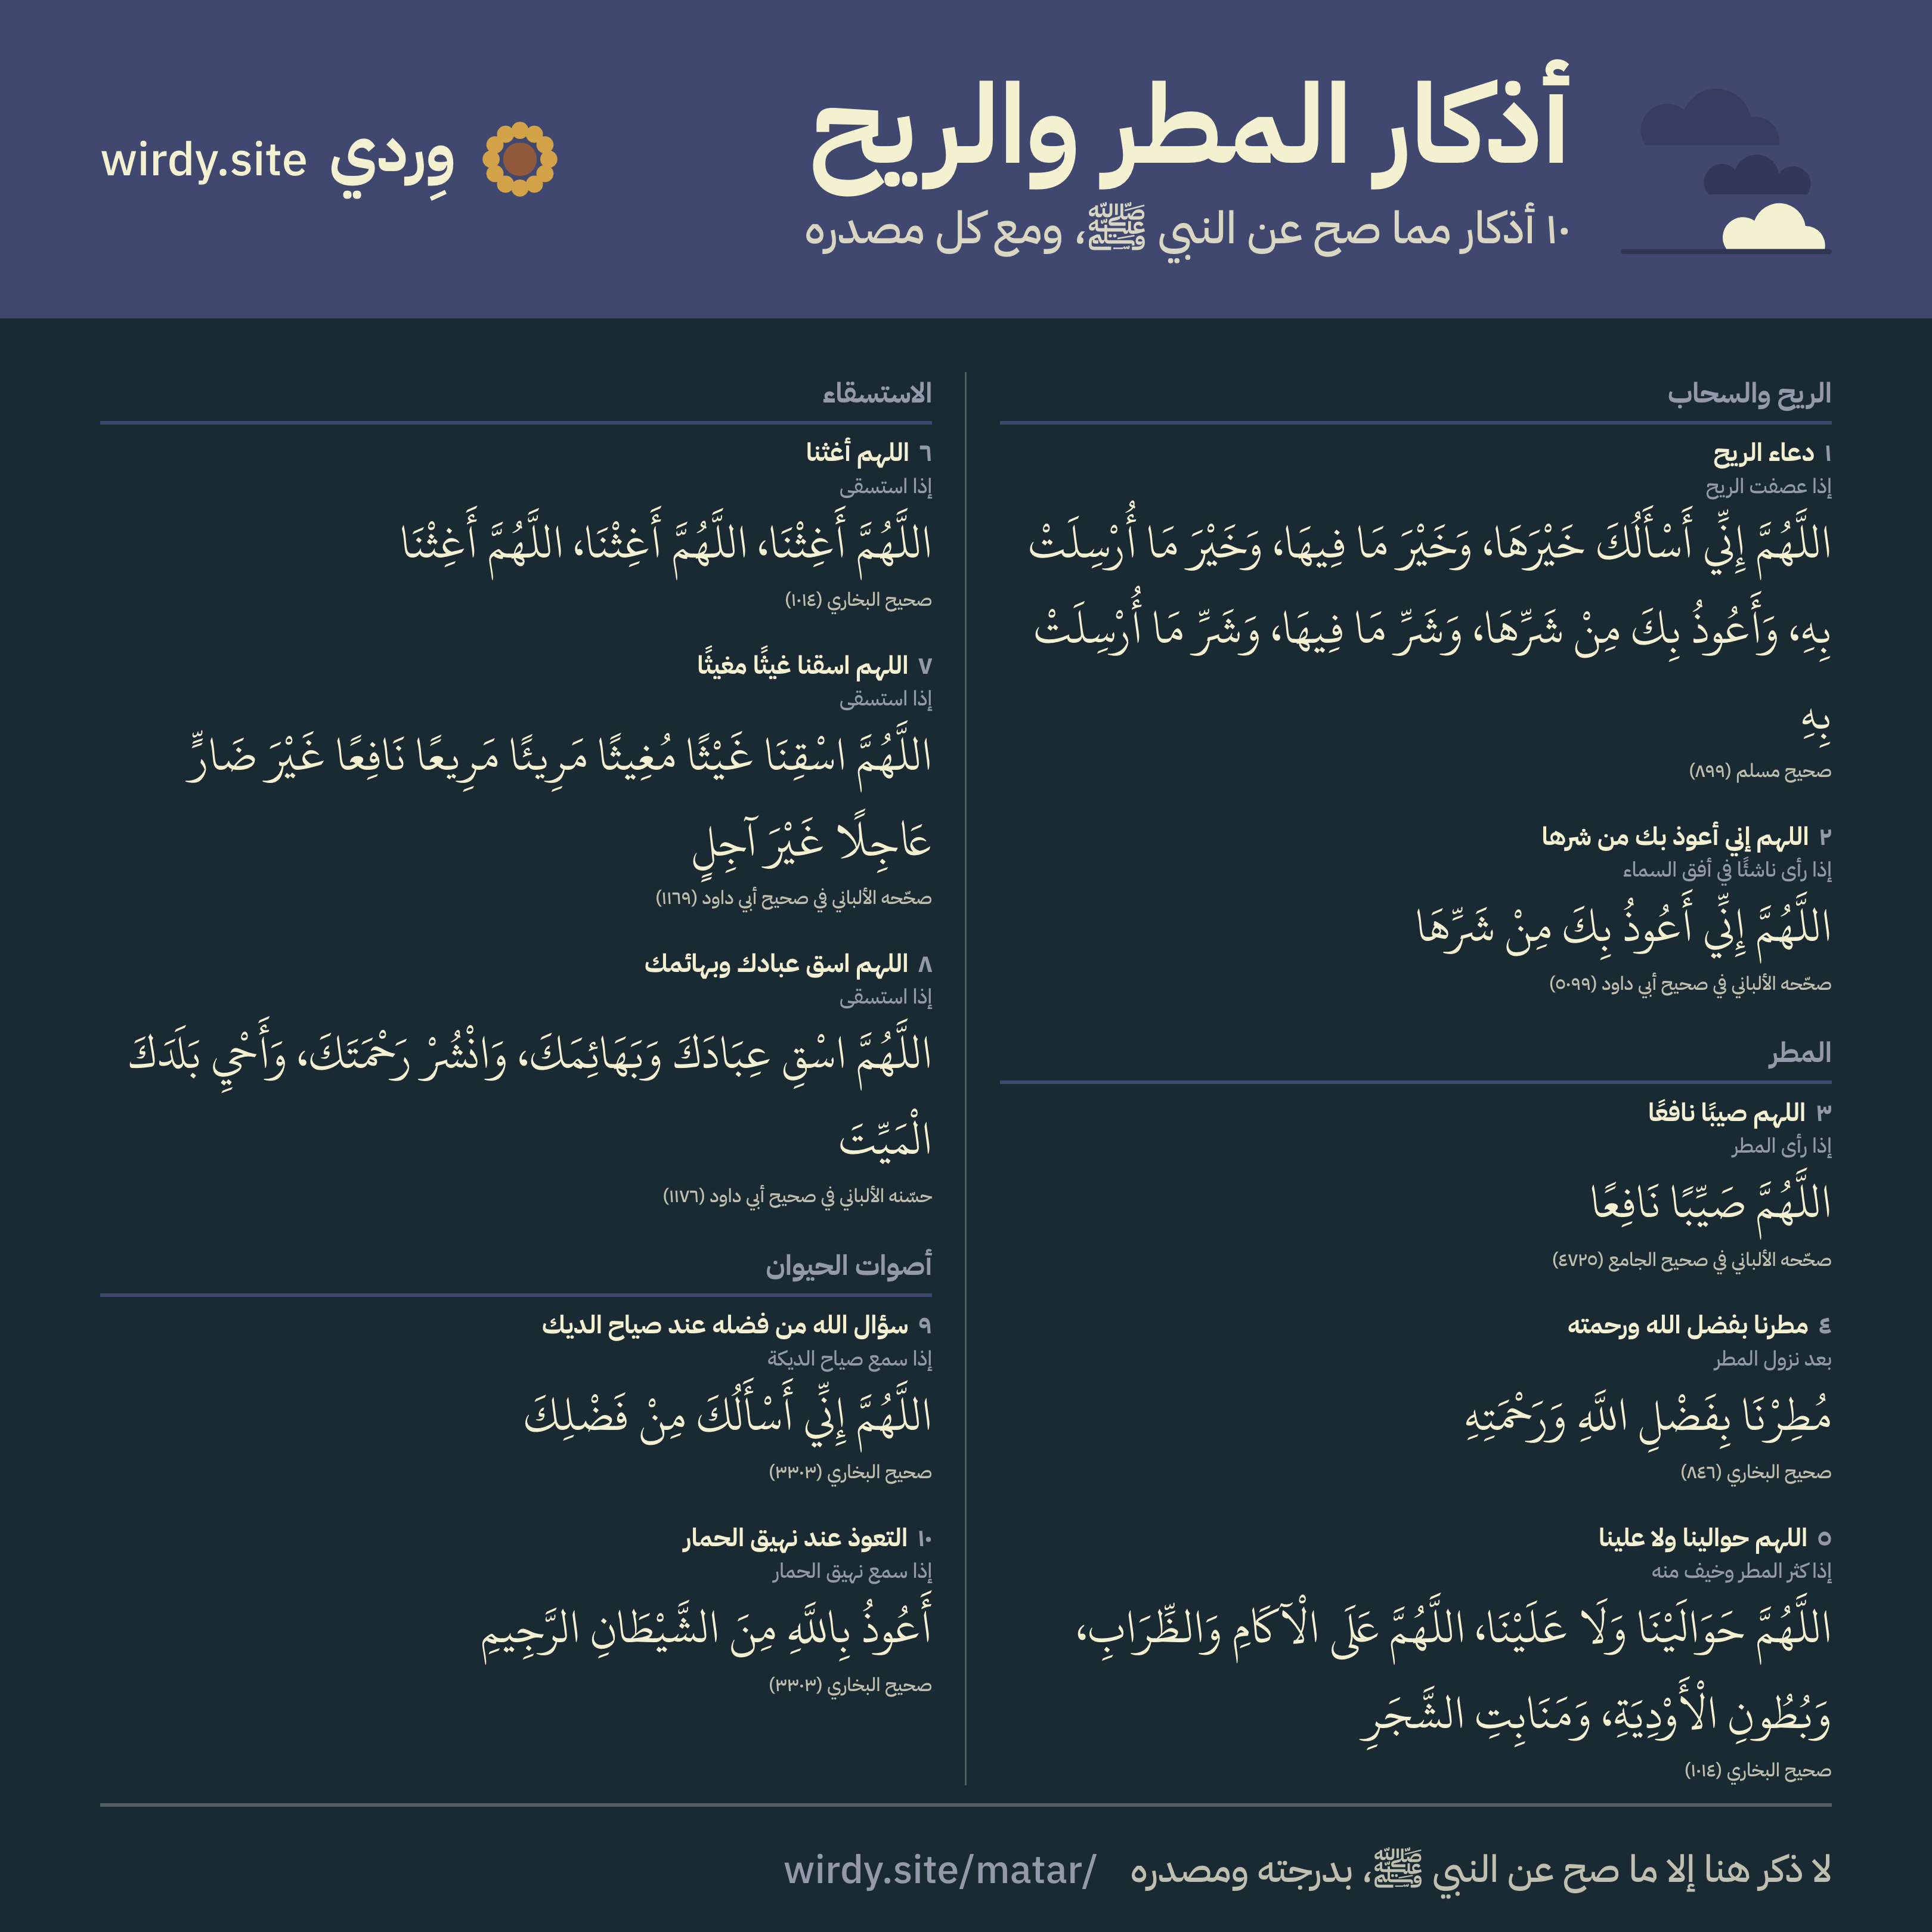 أذكار المطر والريح
١٠ أذكار مما صح عن النبي ﷺ، ومع كل مصدره
وِردي wirdy.site
الريح والسحاب
١ دعاء الريح
إذا عصفت الريح
اللَّهُمَّ إِنِّي أَسْأَلُكَ خَيْرَهَا، وَخَيْرَ مَا فِيهَا، وَخَيْرَ مَا أُرْسِلَتْ
بِهِ، وَأَعُوذُ بِكَ مِنْ شَرِّهَا، وَشَرِّ مَا فِيهَا، وَشَرِّ مَا أُرْسِلَتْ
بِهِ
صحيح مسلم (٨٩٩)
٢ اللهم إني أعوذ بك من شرها
إذا رأى ناشئًا في أفق السماء
اللَّهُمَّ إِنِّي أَعُوذُ بِكَ مِنْ شَرِّهَا
صحّحه الألباني في صحيح أبي داود (٥٠٩٩)
المطر
٣ اللهم صيبًا نافعًا
إذا رأى المطر
اللَّهُمَّ صَيِّبًا نَافِعًا
صحّحه الألباني في صحيح الجامع (٤٧٢٥)
٤ مطرنا بفضل الله ورحمته
بعد نزول المطر
مُطِرْنَا بِفَضْلِ اللَّهِ وَرَحْمَتِهِ
صحيح البخاري (٨٤٦)
٥ اللهم حوالينا ولا علينا
إذا كثر المطر وخيف منه
اللَّهُمَّ حَوَالَيْنَا وَلَا عَلَيْنَا، اللَّهُمَّ عَلَى الْآكَامِ وَالظِّرَابِ،
وَبُطُونِ الْأَوْدِيَةِ، وَمَنَابِتِ الشَّجَرِ
صحيح البخاري (١٠١٤)
الاستسقاء
٦ اللهم أغثنا
إذا استسقى
اللَّهُمَّ أَغِثْنَا، اللَّهُمَّ أَغِثْنَا، اللَّهُمَّ أَغِثْنَا
صحيح البخاري (١٠١٤)
٧ اللهم اسقنا غيثًا مغيثًا
إذا استسقى
اللَّهُمَّ اسْقِنَا غَيْثًا مُغِيثًا مَرِيئًا مَرِيعًا نَافِعًا غَيْرَ ضَارٍّ
عَاجِلًا غَيْرَ آجِلٍ
صحّحه الألباني في صحيح أبي داود (١١٦٩)
٨ اللهم اسق عبادك وبهائمك
إذا استسقى
اللَّهُمَّ اسْقِ عِبَادَكَ وَبَهَائِمَكَ، وَانْشُرْ رَحْمَتَكَ، وَأَحْيِ بَلَدَكَ
الْمَيِّتَ
حسّنه الألباني في صحيح أبي داود (١١٧٦)
أصوات الحيوان
٩ سؤال الله من فضله عند صياح الديك
إذا سمع صياح الديكة
اللَّهُمَّ إِنِّي أَسْأَلُكَ مِنْ فَضْلِكَ
صحيح البخاري (٣٣٠٣)
١٠ التعوذ عند نهيق الحمار
إذا سمع نهيق الحمار
أَعُوذُ بِاللَّهِ مِنَ الشَّيْطَانِ الرَّجِيمِ
صحيح البخاري (٣٣٠٣)
لا ذكر هنا إلا ما صح عن النبي ﷺ، بدرجته ومصدره wirdy.site/matar/